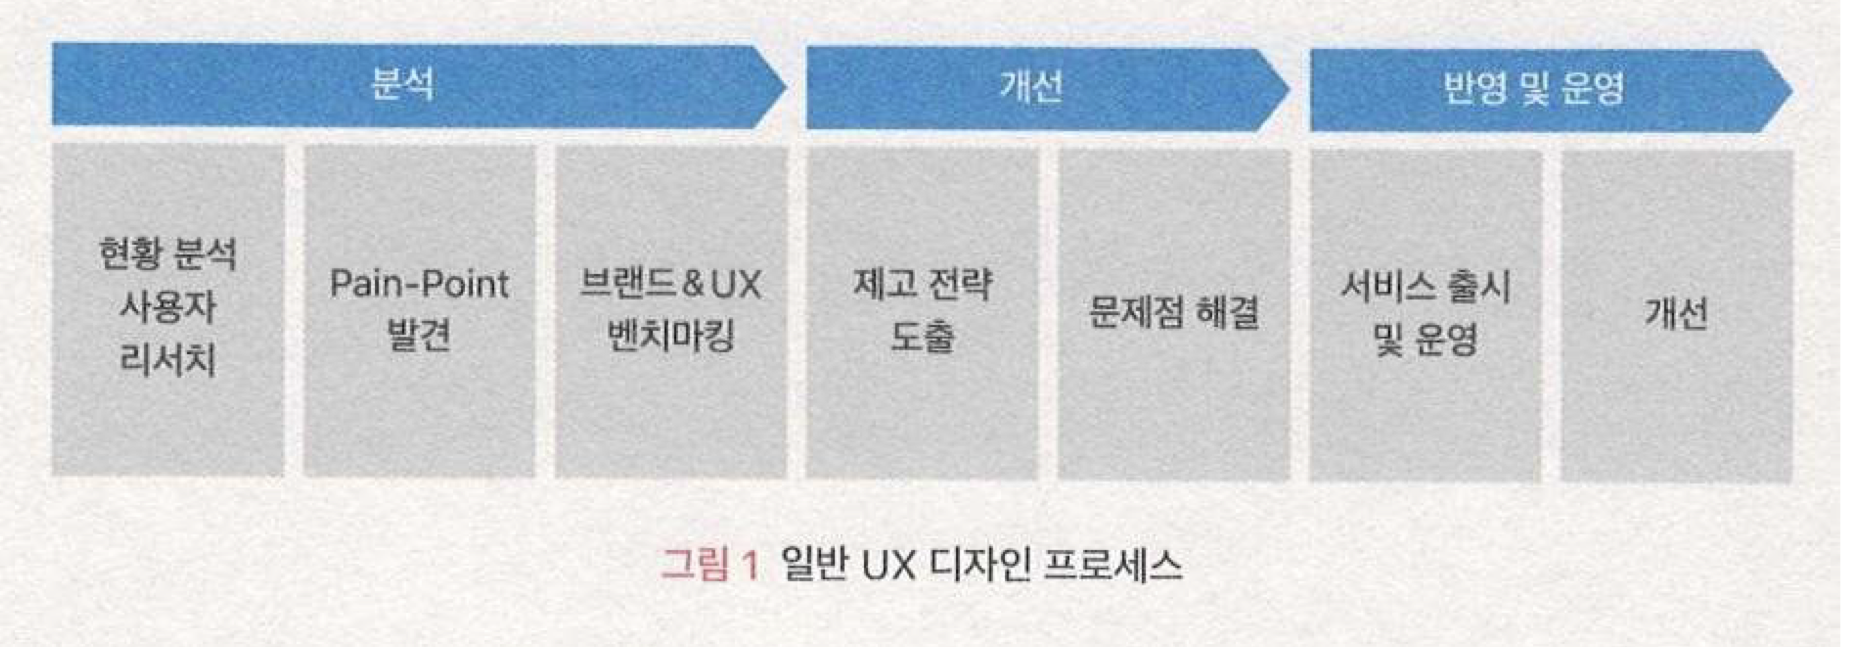 분석
개선
반영 및 운영
현황 분석
사용자
리서치
Pain-Point
발견
브랜드&UX
벤치마킹
제고 전략
도출
문제점 해결
서비스 출시
및 운영
개선
그림 1 일반 UX 디자인 프로세스